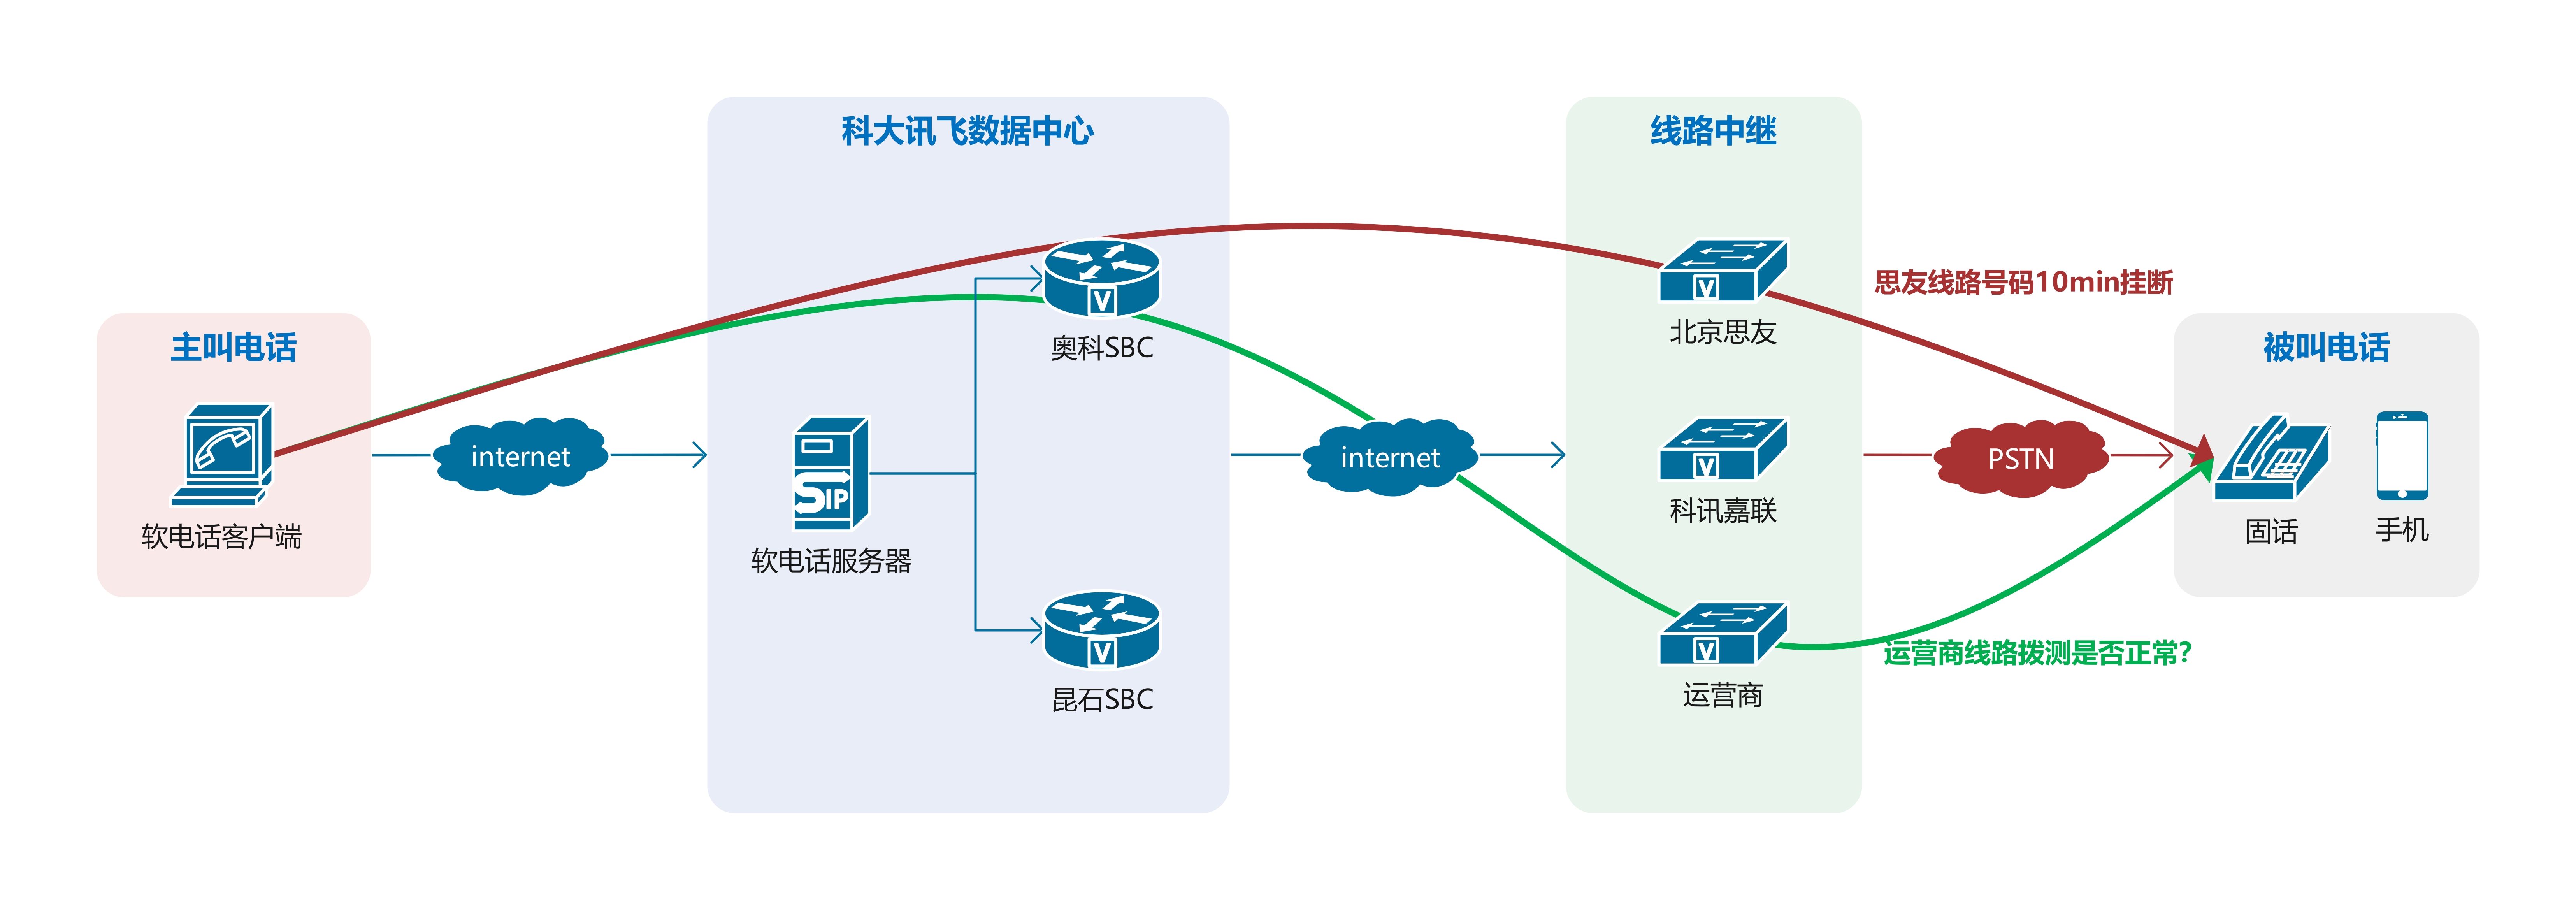 科大讯飞数据中心
线路中继
主叫电话
被叫电话
思友线路号码10min挂断
奥科SBC
北京思友
internet
internet
PSTN
V
V
V
V
V
SIP
软电话客户端
软电话服务器
科讯嘉联
固话
手机
运营商线路拨测是否正常?
昆石SBC
运营商